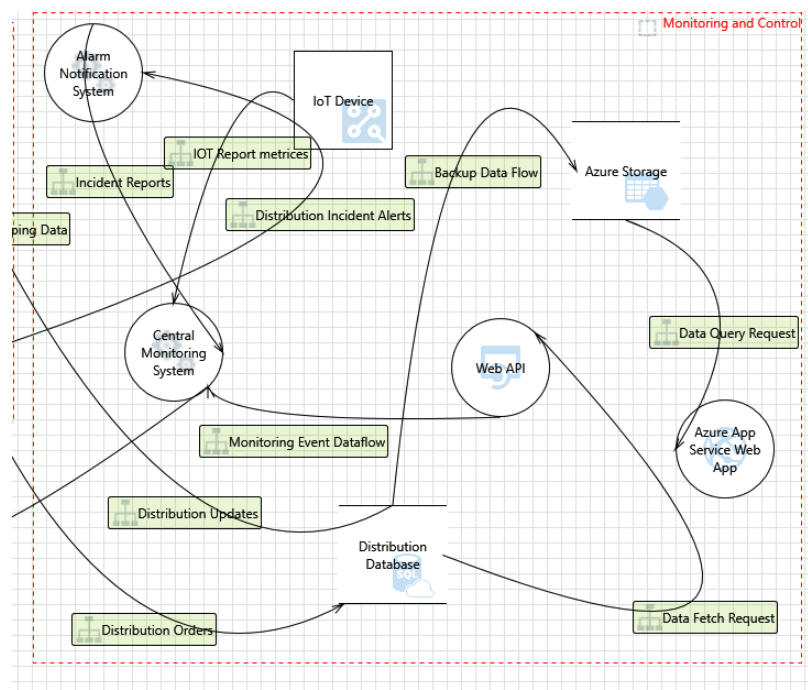 Monitoring and Control
Alarm
Notification
System
IoT Device
IOT Report metrices
Backup Data Flow
Azure Storage
Incident Reports
Distribution Incident Alerts
ping Data
Central
Monitoring
System
Web API
Data Query Request
Azure App
Service Web
App
Monitoring Event Dataflow
Distribution Updates
Distribution
Database
SQL
Data Fetch Request
Distribution Orders